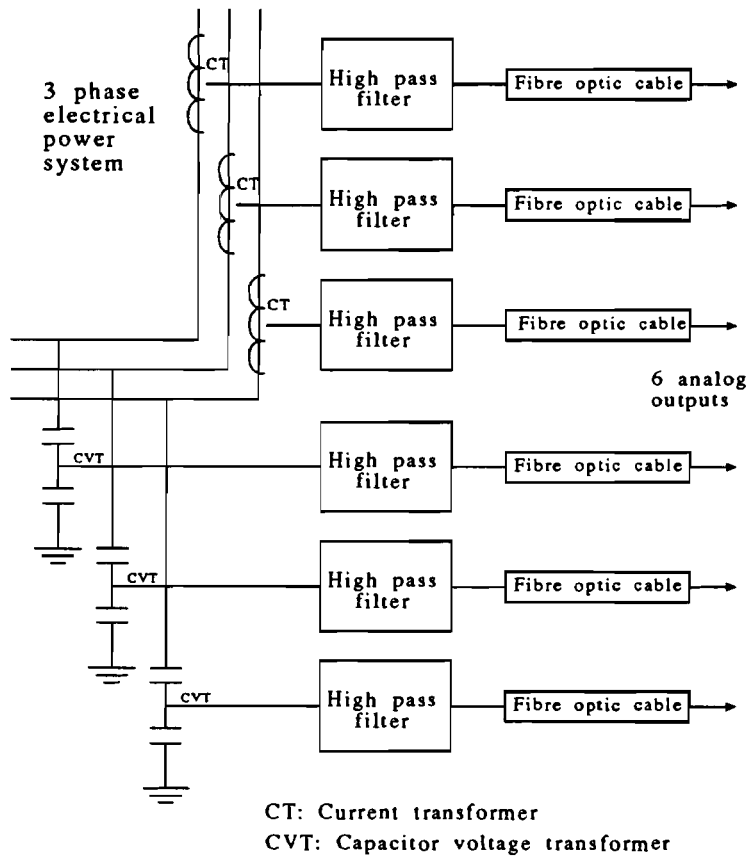 3 phase
electrical
power
system
CT
High pass
filter
Fibre optic cable
CT
High pass
filter
Fibre optic cable
CT
High pass
filter
Fibre optic cable
6 analog
outputs
CVT
High pass
filter
Fibre optic cable
CVT
High pass
filter
Fibre optic cable
CVT
High pass
filter
Fibre optic cable
CT: Current transformer
CVT: Capacitor voltage transformer